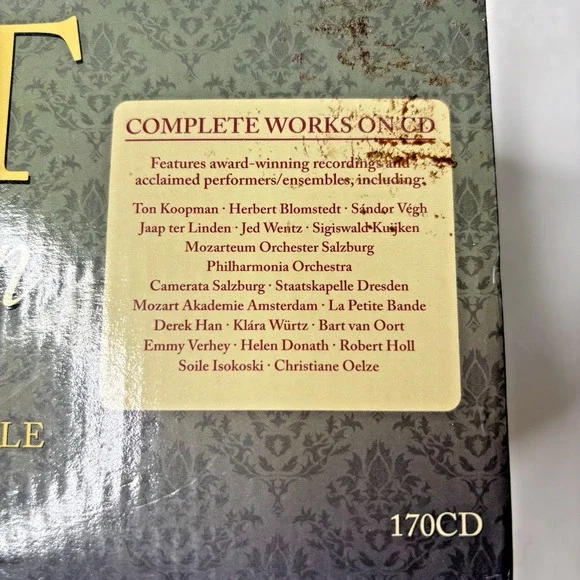 T
COMPLETE WORKS ON CD
Features award-winning recordings and
acclaimed performers/ensembles, including:
Ton Koopman · Herbert Blomstedt · Sándor Végh
Jaap ter Linden · Jed Wentz · Sigiswald Kuijken
Mozarteum Orchester Salzburg
Philharmonia Orchestra
Camerata Salzburg · Staatskapelle Dresden
Mozart Akademie Amsterdam · La Petite Bande
Derek Han · Klára Würtz · Bart van Oort
Emmy Verhey · Helen Donath · Robert Holl
Soile Isokoski · Christiane Oelze
LE
170CD